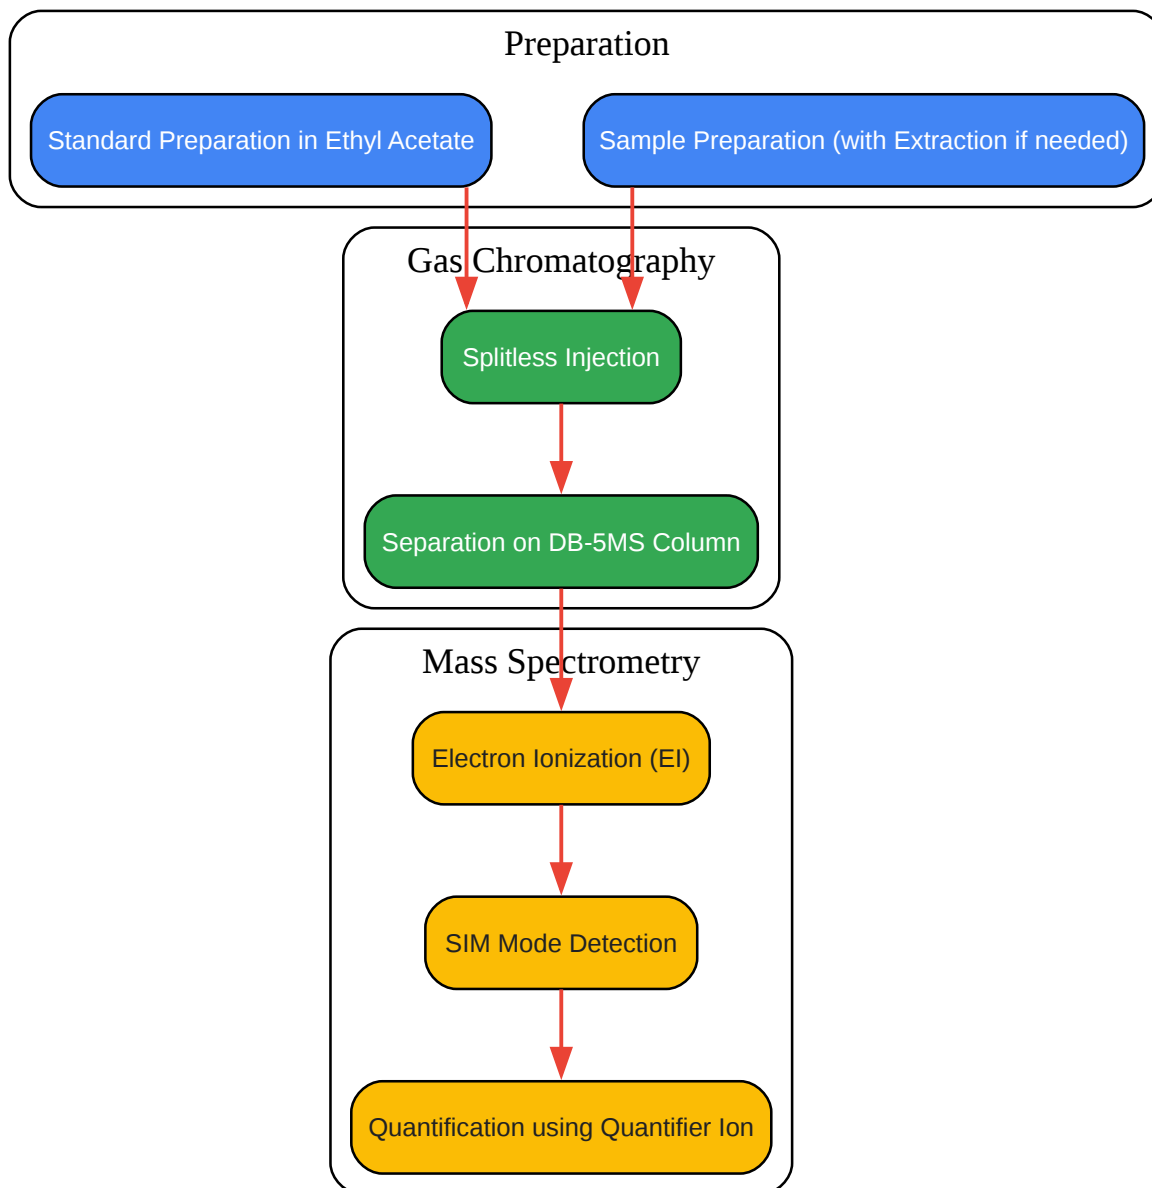 Preparation
Standard Preparation in Ethyl Acetate
Sample Preparation (with Extraction if needed)
Gas Chromatography
Splitless Injection
Separation on DB-5MS Column
Mass Spectrometry
Electron Ionization (EI)
SIM Mode Detection
Quantification using Quantifier Ion